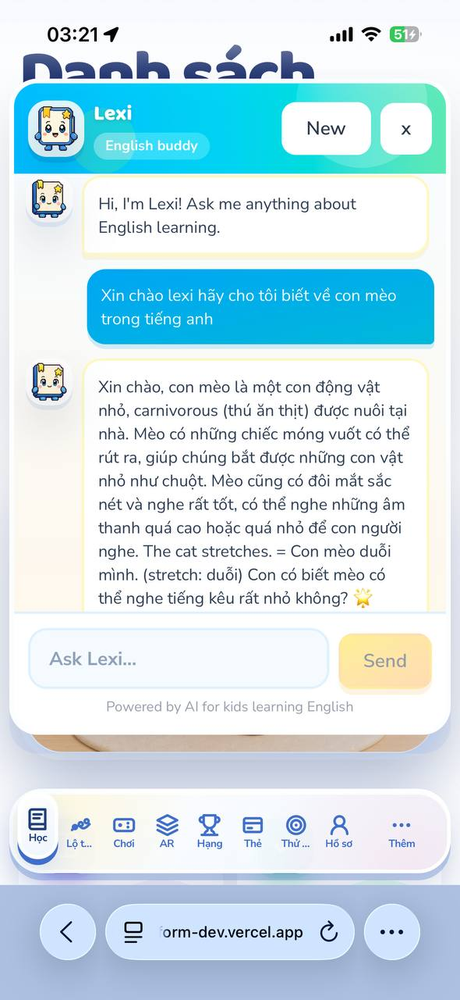 03:21
51
Danh sách
Lexi
English buddy
New
x
Hi, I'm Lexi! Ask me anything about
English learning.
Xin chào lexi hãy cho tôi biết về con mèo
trong tiếng anh
Xin chào, con mèo là một con động vật
nhỏ, carnivorous (thú ăn thịt) được nuôi tại
nhà. Mèo có những chiếc móng vuốt có thể
rút ra, giúp chúng bắt được những con vật
nhỏ như chuột. Mèo cũng có đôi mắt sắc
nét và nghe rất tốt, có thể nghe những âm
thanh quá cao hoặc quá nhỏ để con người
nghe. The cat stretches. = Con mèo duỗi
mình. (stretch: duỗi) Con có biết mèo có
thể nghe tiếng kêu rất nhỏ không? 🌟
Ask Lexi...
Send
Powered by AI for kids learning English
Học
Lộ t...
Chơi
AR
Hạng
Thẻ
Thử ...
Hồ sơ
Thêm
orm-dev.vercel.app